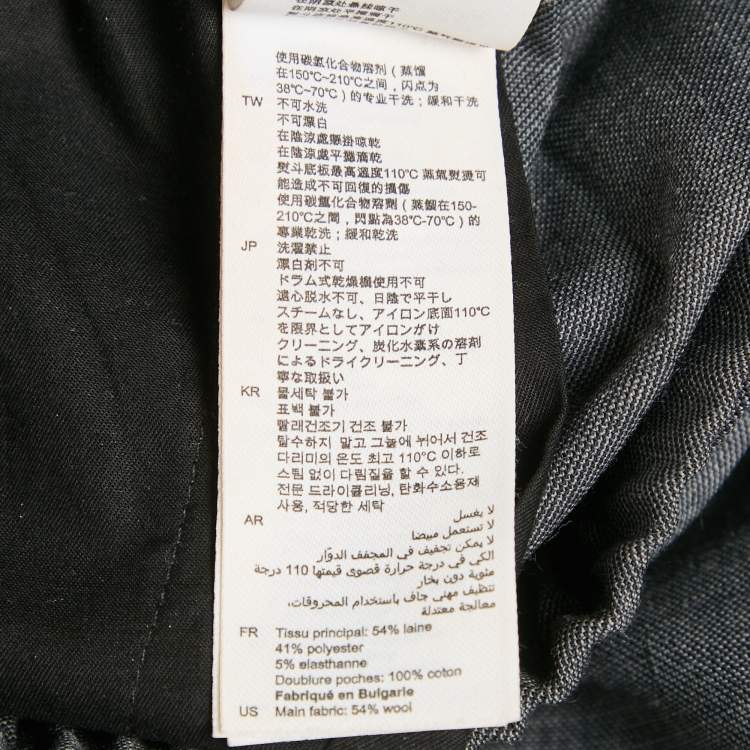 在阴凉处悬挂晾干
在阴凉处平摊滴干
使用碳氢化合物溶剂 ( 蒸馏
在150°C~210°C之间 , 闪点为
38°C~70°C ) 的专业干洗 ; 缓和干洗
TW 不可水洗
不可漂白
在陰涼處懸掛晾乾
在陰涼處平攤滴乾
熨斗底板最高溫度110°C 蒸氣熨燙可
能造成不可回復的損傷
使用碳氫化合物溶劑 ( 蒸餾在150-
210°C之間 , 閃點為38°C-70°C ) 的
專業乾洗 ; 緩和乾洗
JP 洗濯禁止
漂白剤不可
ドラム式乾燥機使用不可
遠心脱水不可、日陰で平干し
スチームなし、アイロン底面110°C
を限界としてアイロンがけ
クリーニング、炭化水素系の溶剤
によるドライクリーニング、丁
寧な取扱い
KR 물세탁 불가
표백 불가
빨래건조기 건조 불가
탈수하지 말고 그늘에 뉘어서 건조
다리미의 온도 최고 110°C 이하로
스팀 없이 다림질을 할 수 있다.
전문 드라이클리닝, 탄화수소용제
사용, 적당한 세탁
AR لا يغسل
لا تستعمل مبيضا
لا يمكن تجفيف في المجفف الدوّار
الكي في درجة حرارة قصوى قيمتها 110 درجة
مئوية دون بخار
تنظيف مهني جاف باستخدام المحروقات،
معالجة معتدلة
FR Tissu principal: 54% laine
41% polyester
5% elasthanne
Doublure poches: 100% coton
Fabriqué en Bulgarie
US Main fabric: 54% wool